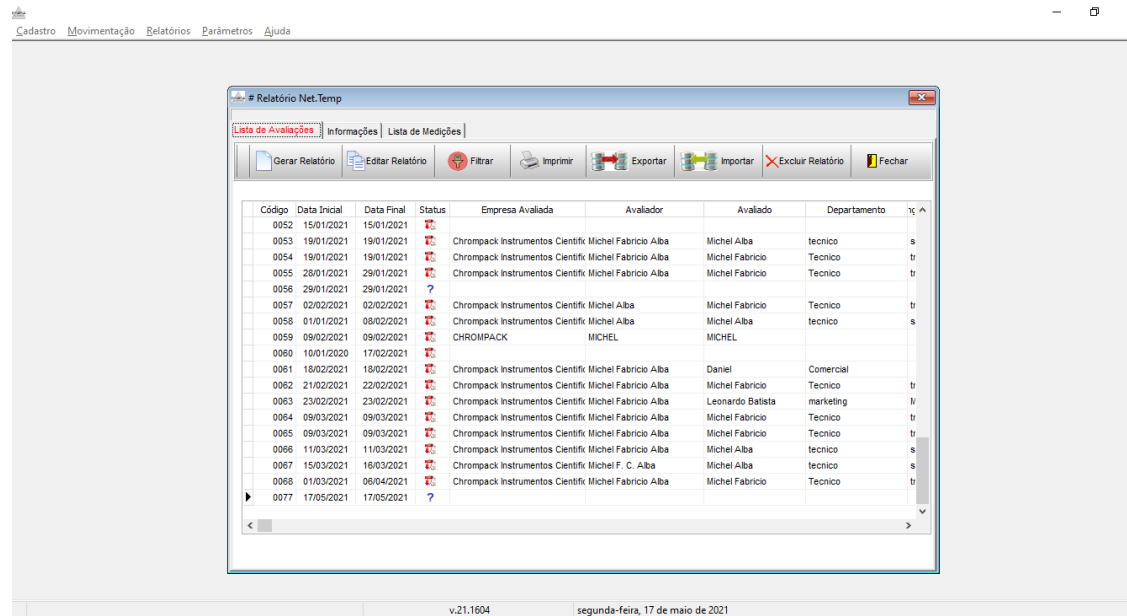 Cadastro Movimentação Relatórios Parâmetros Ajuda
# Relatório Net.Temp
Lista de Avaliações Informações Lista de Medições
Gerar Relatório Editar Relatório Filtrar Imprimir Exportar Importar Excluir Relatório Fechar
Código Data Inicial Data Final Status Empresa Avaliada Avaliador Avaliado Departamento
0052 15/01/2021 15/01/2021
0053 19/01/2021 19/01/2021 Chrompack Instrumentos Cientific Michel Fabricio Alba Michel Alba tecnico s
0054 19/01/2021 19/01/2021 Chrompack Instrumentos Cientific Michel Fabricio Alba Michel Fabricio Tecnico tr
0055 28/01/2021 29/01/2021 Chrompack Instrumentos Cientific Michel Fabricio Alba Michel Fabricio Tecnico tr
0056 29/01/2021 29/01/2021 ?
0057 02/02/2021 02/02/2021 Chrompack Instrumentos Cientific Michel Alba Michel Fabricio Tecnico tr
0058 01/01/2021 08/02/2021 Chrompack Instrumentos Cientific Michel Alba Michel Alba tecnico s
0059 09/02/2021 09/02/2021 CHROMPACK MICHEL MICHEL
0060 10/01/2020 17/02/2021
0061 18/02/2021 18/02/2021 Chrompack Instrumentos Cientific Michel Fabricio Alba Daniel Comercial
0062 21/02/2021 22/02/2021 Chrompack Instrumentos Cientific Michel Fabricio Alba Michel Fabricio Tecnico tr
0063 23/02/2021 23/02/2021 Chrompack Instrumentos Cientific Michel Fabricio Alba Leonardo Batista marketing M
0064 09/03/2021 09/03/2021 Chrompack Instrumentos Cientific Michel Fabricio Alba Michel Fabricio Tecnico tr
0065 09/03/2021 09/03/2021 Chrompack Instrumentos Cientific Michel Fabricio Alba Michel Fabricio Tecnico tr
0066 11/03/2021 11/03/2021 Chrompack Instrumentos Cientific Michel Fabricio Alba Michel Alba tecnico s
0067 15/03/2021 16/03/2021 Chrompack Instrumentos Cientific Michel F. C. Alba Michel Alba tecnico s
0068 01/03/2021 06/04/2021 Chrompack Instrumentos Cientific Michel Fabricio Alba Michel Fabricio Tecnico tr
0077 17/05/2021 17/05/2021 ?
v.21.1604 segunda-feira, 17 de maio de 2021